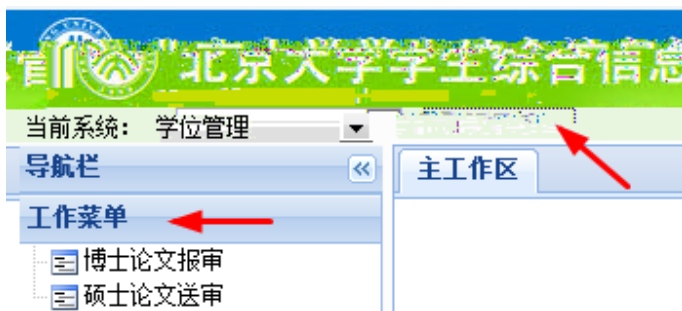 北京大学学生综合信息
当前系统： 学位管理
导航栏
主工作区
工作菜单
博士论文报审
硕士论文送审